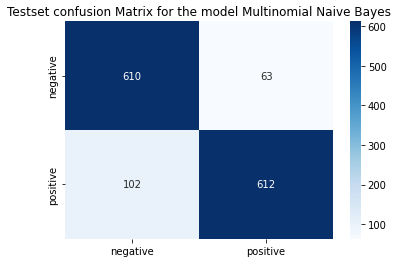 Testset confusion Matrix for the model Multinomial Naive Bayes
negative
610
63
positive
102
612
negative
positive
600
500
400
300
200
100